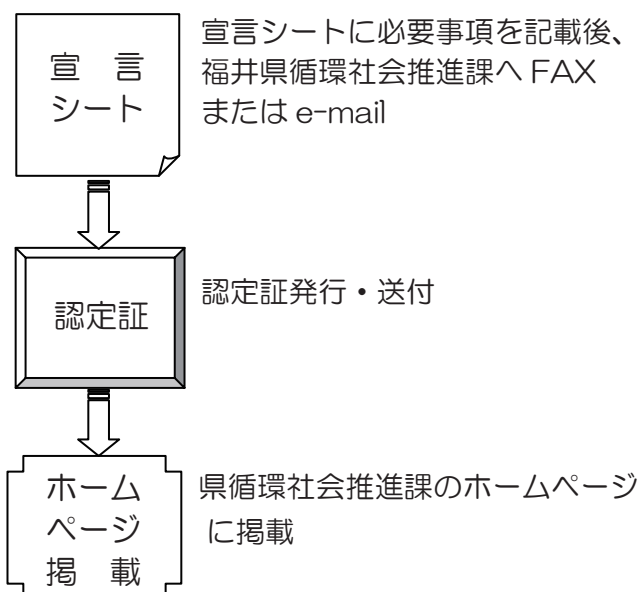 宣　言
シート
宣言シートに必要事項を記載後、
福井県循環社会推進課へ FAX
または e-mail
認定証
認定証発行・送付
ホーム
ページ
掲　載
県循環社会推進課のホームページ
に掲載